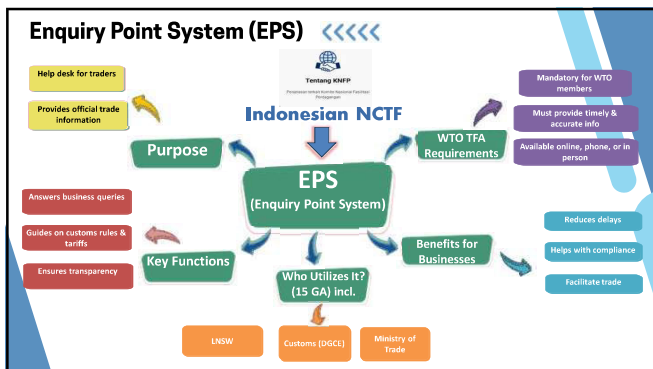 Enquiry Point System (EPS)
Tentang KNFP
Indonesian NCTF
Help desk for traders
Provides official trade
information
Purpose
Mandatory for WTO
members
Must provide timely &
accurate info
Available online, phone, or in
person
WTO TFA
Requirements
EPS
(Enquiry Point System)
Answers business queries
Guides on customs rules &
tariffs
Ensures transparency
Key Functions
Who Utilizes It?
(15 GA) incl.
LNSW
Customs (DGCE)
Ministry of
Trade
Benefits for
Businesses
Reduces delays
Helps with compliance
Facilitate trade